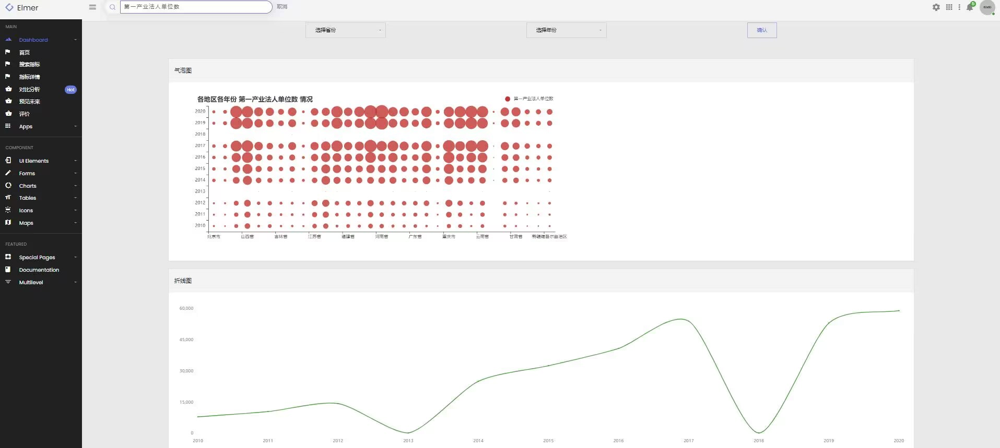 Elmer
第一产业法人单位数
取消
5
MAIN
Dashboard
首页
搜索指标
指标详情
对比分析
Hot
预见未来
评价
Apps
COMPONENT
UI Elements
Forms
Charts
Tables
Icons
Maps
FEATURED
Special Pages
Documentation
Multilevel
选择省份
选择年份
确认
气泡图
各地区各年份 第一产业法人单位数 情况
第一产业法人单位数
2020
2019
2018
2017
2016
2015
2014
2013
2012
2011
2010
北京市 山西省 吉林省 江苏省 福建省 河南省 广东省 重庆市 云南省 甘肃省 新疆维吾尔自治区
折线图
60,000
45,000
30,000
15,000
0
2010 2011 2012 2013 2014 2015 2016 2017 2018 2019 2020